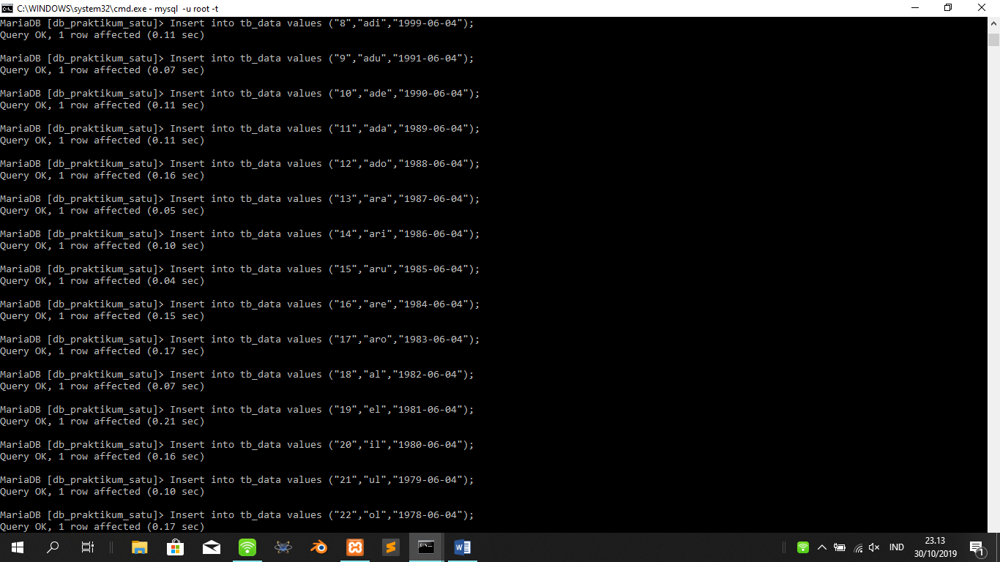 C:\WINDOWS\system32\cmd.exe - mysql  -u root -t
MariaDB [db_praktikum_satu]> Insert into tb_data values ("8","adi","1999-06-04");
Query OK, 1 row affected (0.11 sec)
MariaDB [db_praktikum_satu]> Insert into tb_data values ("9","adu","1991-06-04");
Query OK, 1 row affected (0.07 sec)
MariaDB [db_praktikum_satu]> Insert into tb_data values ("10","ade","1990-06-04");
Query OK, 1 row affected (0.11 sec)
MariaDB [db_praktikum_satu]> Insert into tb_data values ("11","ada","1989-06-04");
Query OK, 1 row affected (0.11 sec)
MariaDB [db_praktikum_satu]> Insert into tb_data values ("12","ado","1988-06-04");
Query OK, 1 row affected (0.16 sec)
MariaDB [db_praktikum_satu]> Insert into tb_data values ("13","ara","1987-06-04");
Query OK, 1 row affected (0.05 sec)
MariaDB [db_praktikum_satu]> Insert into tb_data values ("14","ari","1986-06-04");
Query OK, 1 row affected (0.10 sec)
MariaDB [db_praktikum_satu]> Insert into tb_data values ("15","aru","1985-06-04");
Query OK, 1 row affected (0.04 sec)
MariaDB [db_praktikum_satu]> Insert into tb_data values ("16","are","1984-06-04");
Query OK, 1 row affected (0.15 sec)
MariaDB [db_praktikum_satu]> Insert into tb_data values ("17","aro","1983-06-04");
Query OK, 1 row affected (0.17 sec)
MariaDB [db_praktikum_satu]> Insert into tb_data values ("18","al","1982-06-04");
Query OK, 1 row affected (0.07 sec)
MariaDB [db_praktikum_satu]> Insert into tb_data values ("19","el","1981-06-04");
Query OK, 1 row affected (0.21 sec)
MariaDB [db_praktikum_satu]> Insert into tb_data values ("20","il","1980-06-04");
Query OK, 1 row affected (0.16 sec)
MariaDB [db_praktikum_satu]> Insert into tb_data values ("21","ul","1979-06-04");
Query OK, 1 row affected (0.10 sec)
MariaDB [db_praktikum_satu]> Insert into tb_data values ("22","ol","1978-06-04");
Query OK, 1 row affected (0.17 sec)
IND
23.13
30/10/2019
1